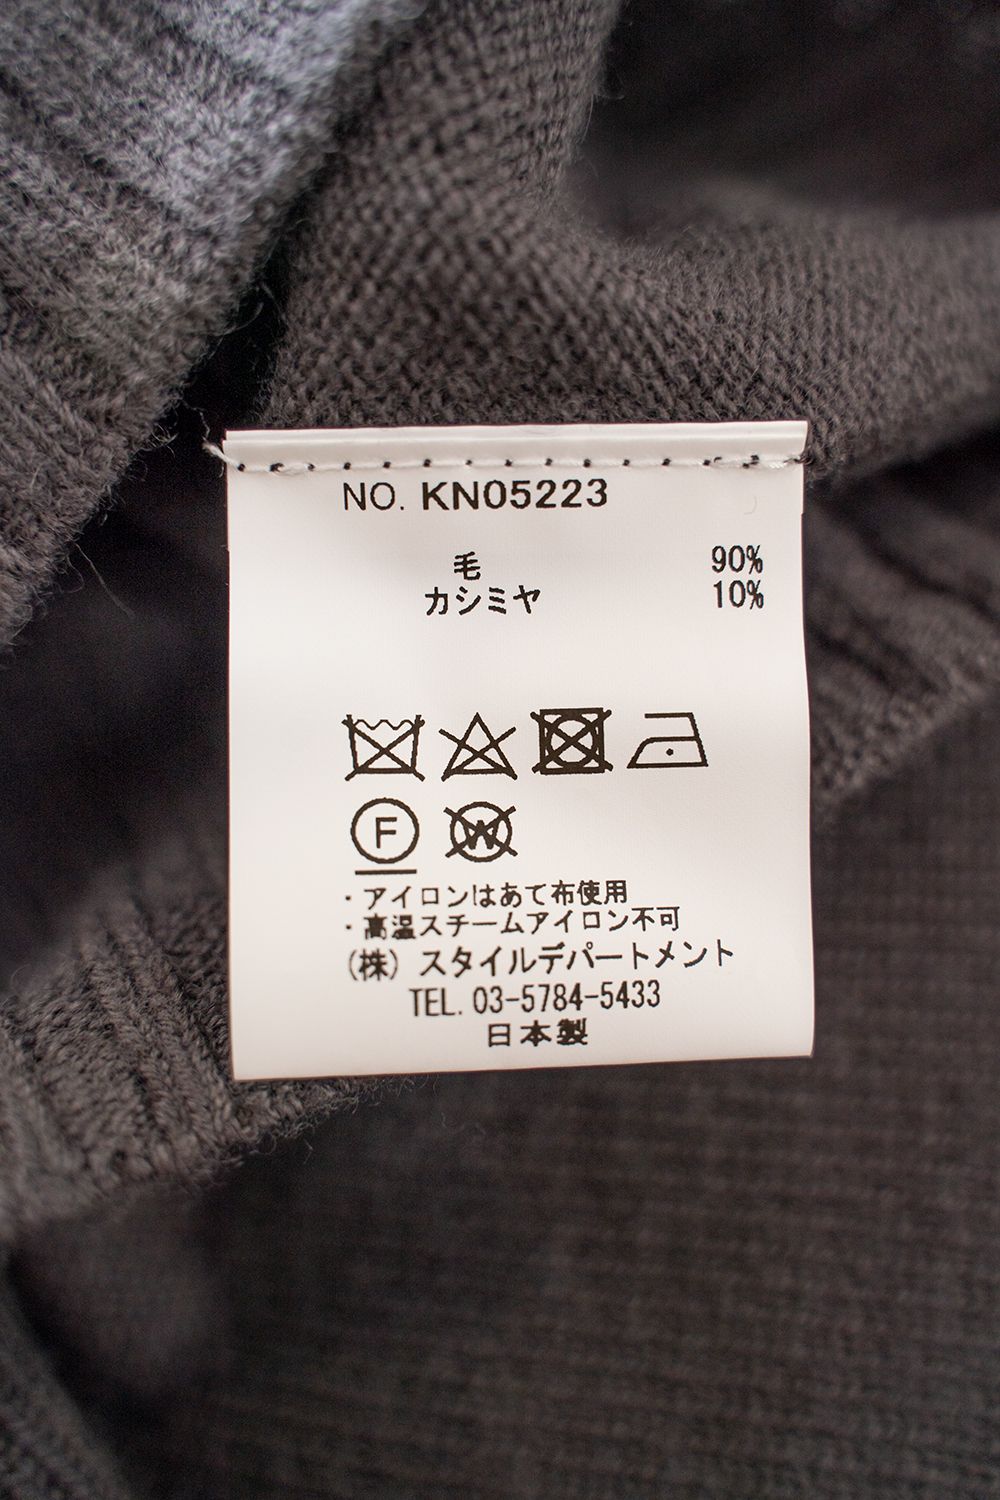 NO. KN05223
毛 90%
カシミヤ 10%
F W
・アイロンはあて布使用
・高温スチームアイロン不可
(株) スタイルデパートメント
TEL. 03-5784-5433
日本製